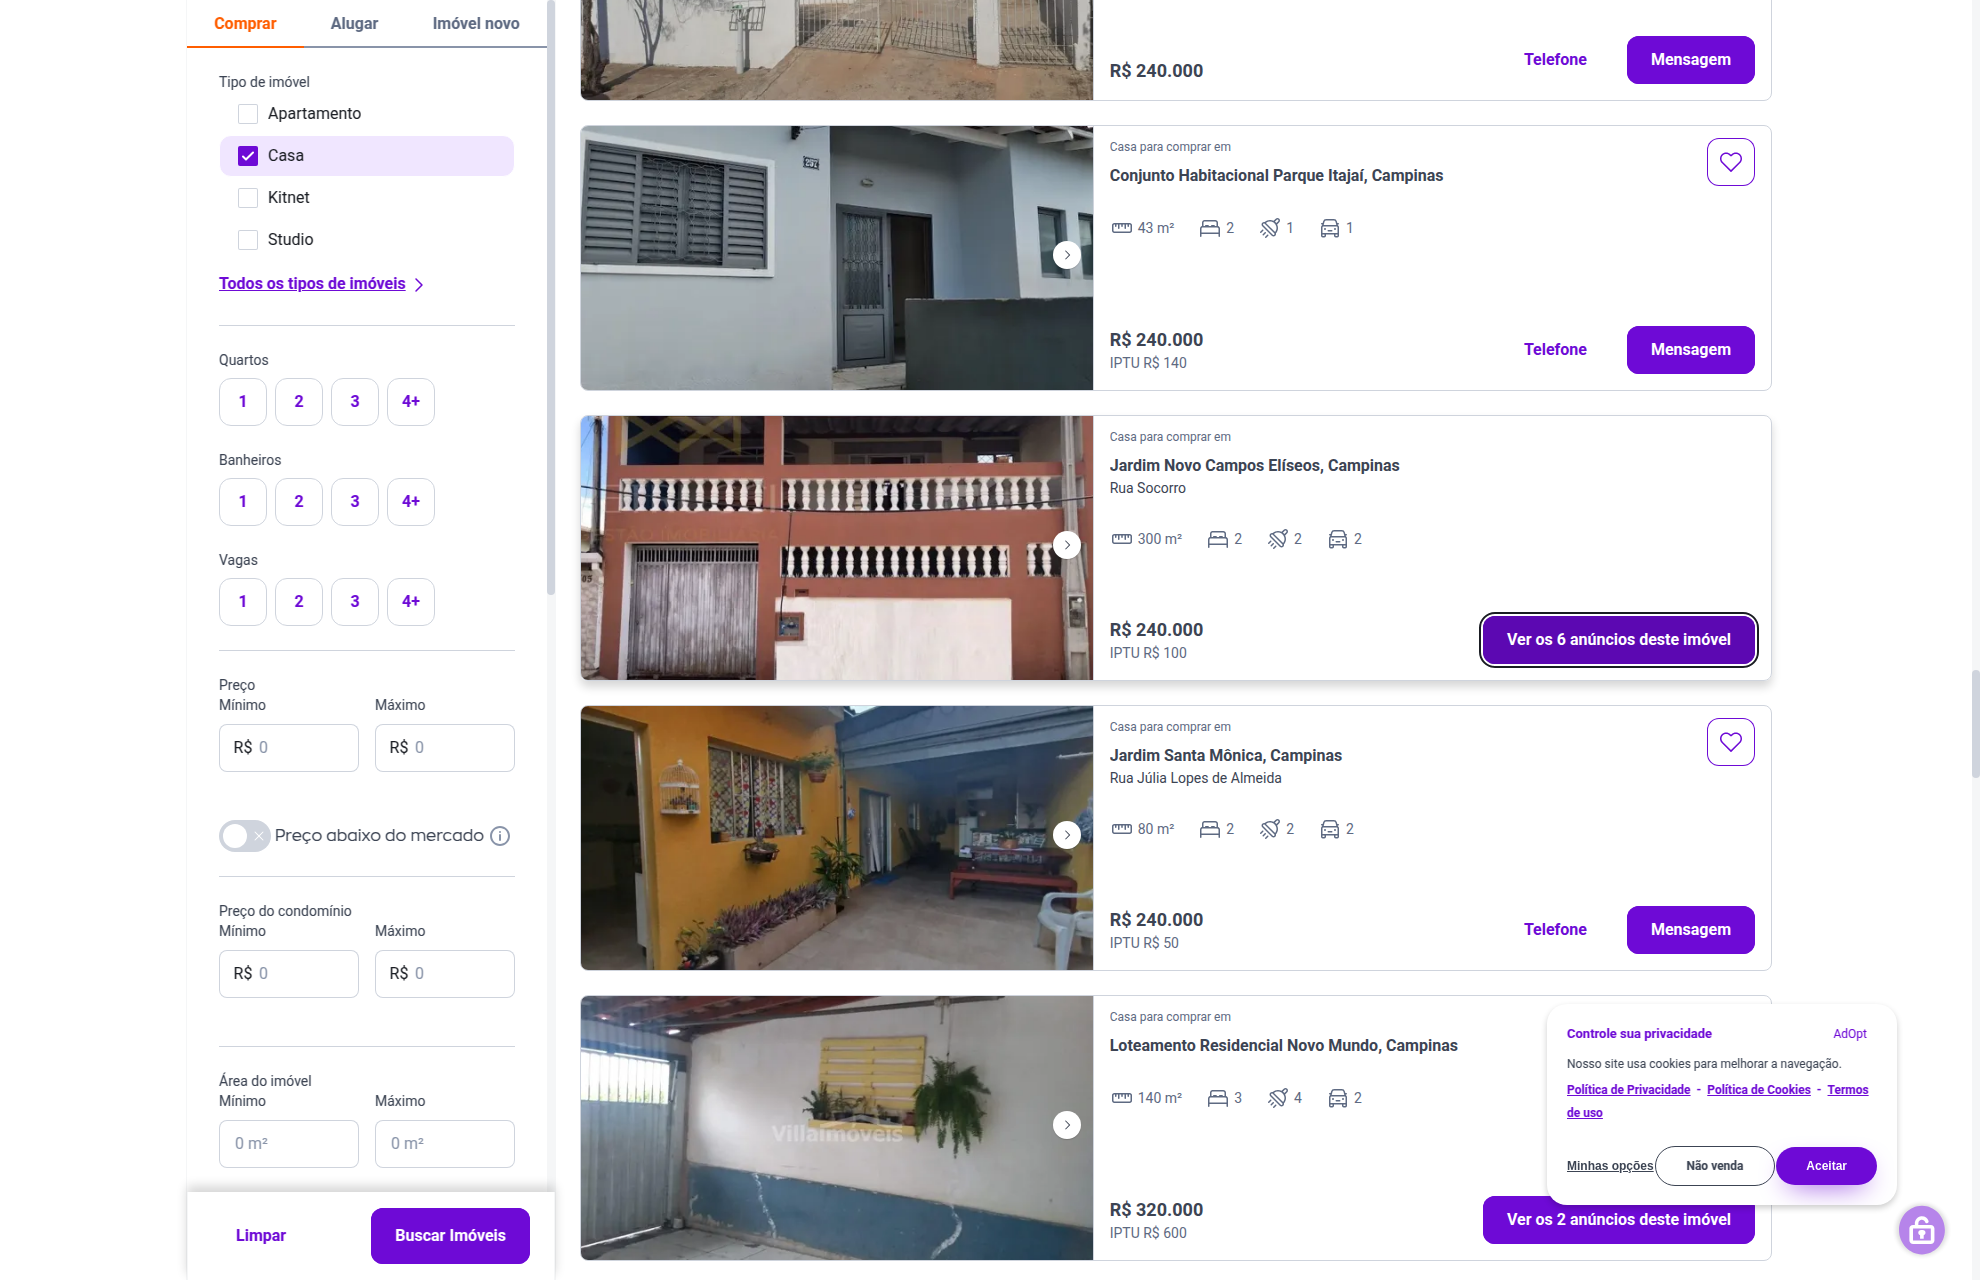 Comprar
Alugar
Imóvel novo
Tipo de imóvel
Apartamento
Casa
Kitnet
Studio
Todos os tipos de imóveis
Quartos
1
2
3
4+
Banheiros
1
2
3
4+
Vagas
1
2
3
4+
Preço
Mínimo
Máximo
R$ 0
R$ 0
Preço abaixo do mercado
Preço do condomínio
Mínimo
Máximo
R$ 0
R$ 0
Área do imóvel
Mínimo
Máximo
0 m²
0 m²
Limpar
Buscar Imóveis
R$ 240.000
Telefone
Mensagem
Casa para comprar em
Conjunto Habitacional Parque Itajaí, Campinas
43 m²
2
1
1
R$ 240.000
IPTU R$ 140
Telefone
Mensagem
Casa para comprar em
Jardim Novo Campos Elíseos, Campinas
Rua Socorro
300 m²
2
2
2
R$ 240.000
IPTU R$ 100
Ver os 6 anúncios deste imóvel
Casa para comprar em
Jardim Santa Mônica, Campinas
Rua Júlia Lopes de Almeida
80 m²
2
2
2
R$ 240.000
IPTU R$ 50
Telefone
Mensagem
Villaimóveis
Casa para comprar em
Loteamento Residencial Novo Mundo, Campinas
140 m²
3
4
2
R$ 320.000
IPTU R$ 600
Ver os 2 anúncios deste imóvel
Controle sua privacidade
AdOpt
Nosso site usa cookies para melhorar a navegação.
Política de Privacidade - Política de Cookies - Termos
de uso
Minhas opções
Não venda
Aceitar